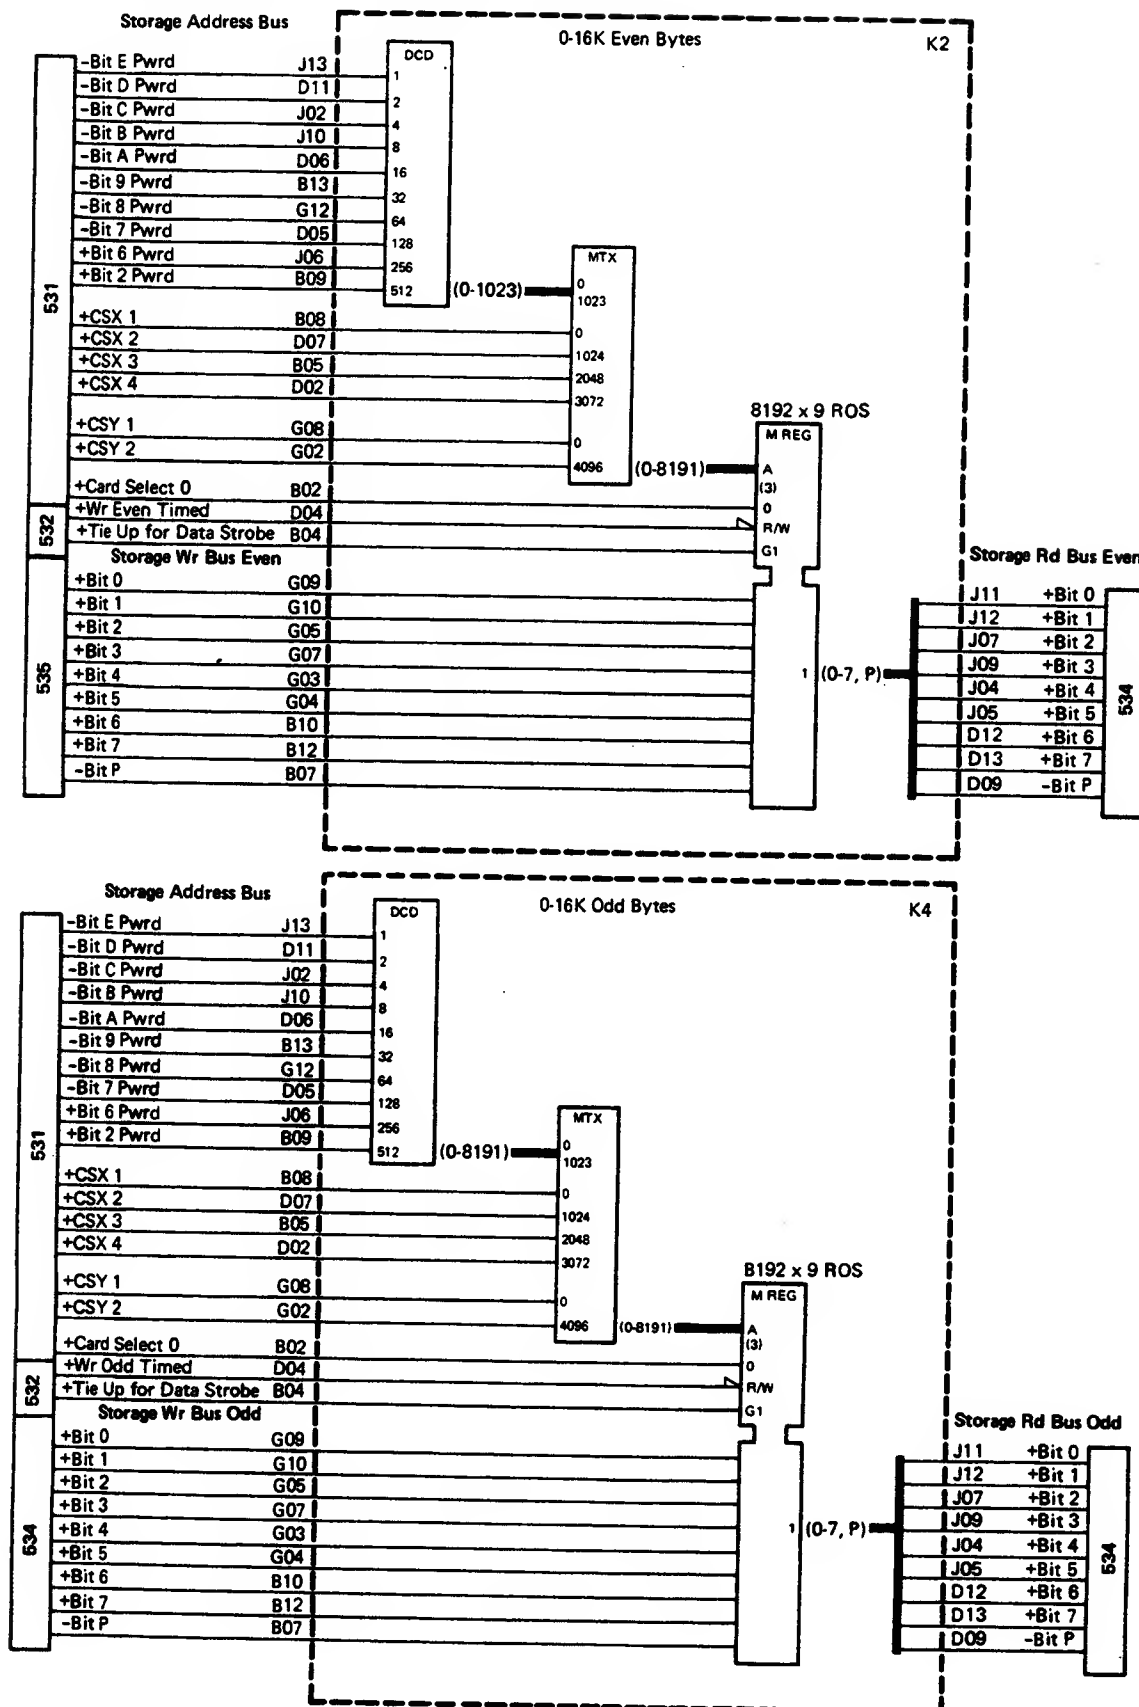 Storage Address Bus
0-16K Even Bytes
K2
DCD
-Bit E Pwrd J13 1
-Bit D Pwrd D11 2
-Bit C Pwrd J02 4
-Bit B Pwrd J10 8
-Bit A Pwrd D06 16
-Bit 9 Pwrd B13 32
-Bit 8 Pwrd G12 64
-Bit 7 Pwrd D05 128
+Bit 6 Pwrd J06 256
+Bit 2 Pwrd B09 512
(0-1023)
MTX
0
1023
531
+CSX 1 B08 0
+CSX 2 D07 1024
+CSX 3 B05 2048
+CSX 4 D02 3072
+CSY 1 G08 0
+CSY 2 G02 4096
(0-8191)
8192 x 9 ROS
M REG
A
(3)
+Card Select 0 B02 0
532
+Wr Even Timed D04 R/W
+Tie Up for Data Strobe B04 G1
Storage Wr Bus Even
535
+Bit 0 G09
+Bit 1 G10
+Bit 2 G05
+Bit 3 G07
+Bit 4 G03
+Bit 5 G04
+Bit 6 B10
+Bit 7 B12
-Bit P B07
1 (0-7, P)
Storage Rd Bus Even
J11 +Bit 0
J12 +Bit 1
J07 +Bit 2
J09 +Bit 3
J04 +Bit 4
J05 +Bit 5
D12 +Bit 6
D13 +Bit 7
D09 -Bit P
534
Storage Address Bus
0-16K Odd Bytes
K4
DCD
-Bit E Pwrd J13 1
-Bit D Pwrd D11 2
-Bit C Pwrd J02 4
-Bit B Pwrd J10 8
-Bit A Pwrd D06 16
-Bit 9 Pwrd B13 32
-Bit 8 Pwrd G12 64
-Bit 7 Pwrd D05 128
+Bit 6 Pwrd J06 256
+Bit 2 Pwrd B09 512
(0-8191)
MTX
0
1023
531
+CSX 1 B08 0
+CSX 2 D07 1024
+CSX 3 B05 2048
+CSX 4 D02 3072
+CSY 1 G08 0
+CSY 2 G02 4096
(0-8191)
B192 x 9 ROS
M REG
A
(3)
+Card Select 0 B02 0
532
+Wr Odd Timed D04 R/W
+Tie Up for Data Strobe B04 G1
Storage Wr Bus Odd
534
+Bit 0 G09
+Bit 1 G10
+Bit 2 G05
+Bit 3 G07
+Bit 4 G03
+Bit 5 G04
+Bit 6 B10
+Bit 7 B12
-Bit P B07
1 (0-7, P)
Storage Rd Bus Odd
J11 +Bit 0
J12 +Bit 1
J07 +Bit 2
J09 +Bit 3
J04 +Bit 4
J05 +Bit 5
D12 +Bit 6
D13 +Bit 7
D09 -Bit P
534